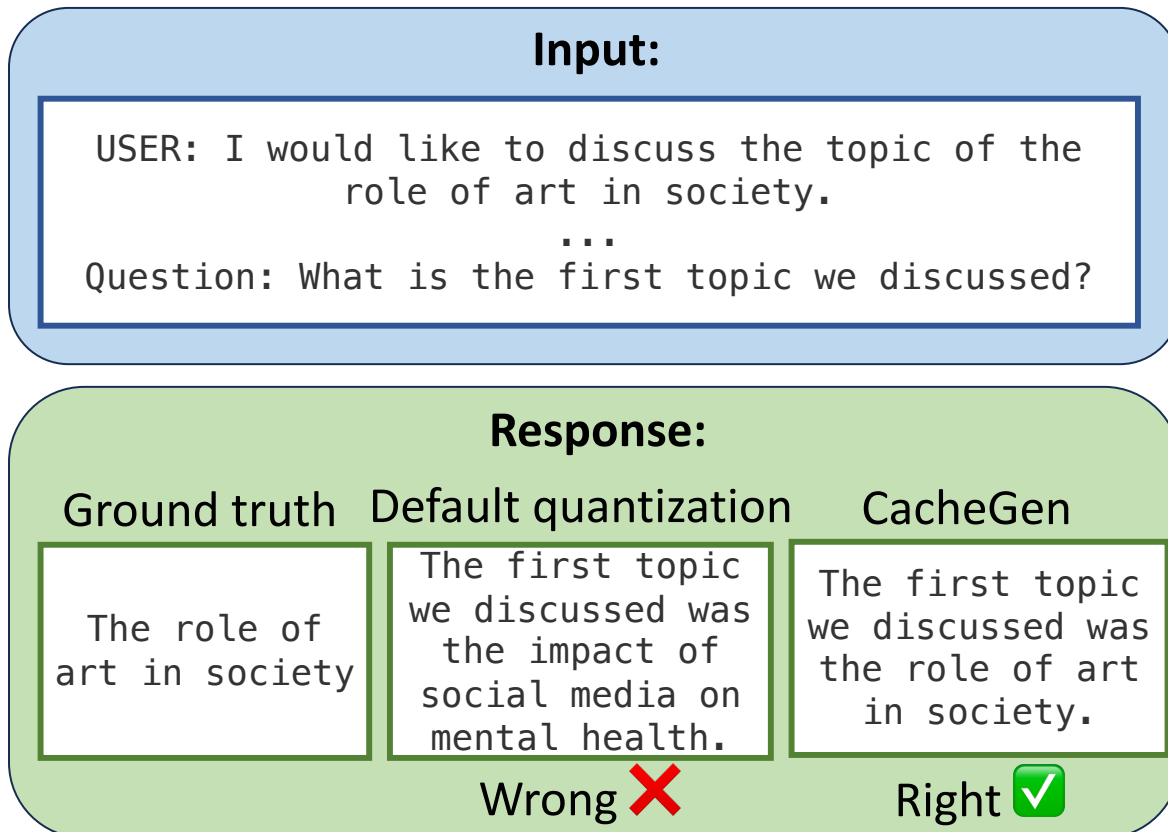 Input:
USER: I would like to discuss the topic of the
role of art in society.
...
Question: What is the first topic we discussed?
Response:
Ground truth
The role of
art in society
Default quantization
The first topic
we discussed was
the impact of
social media on
mental health.
Wrong ❌
CacheGen
The first topic
we discussed was
the role of art
in society.
Right ✅